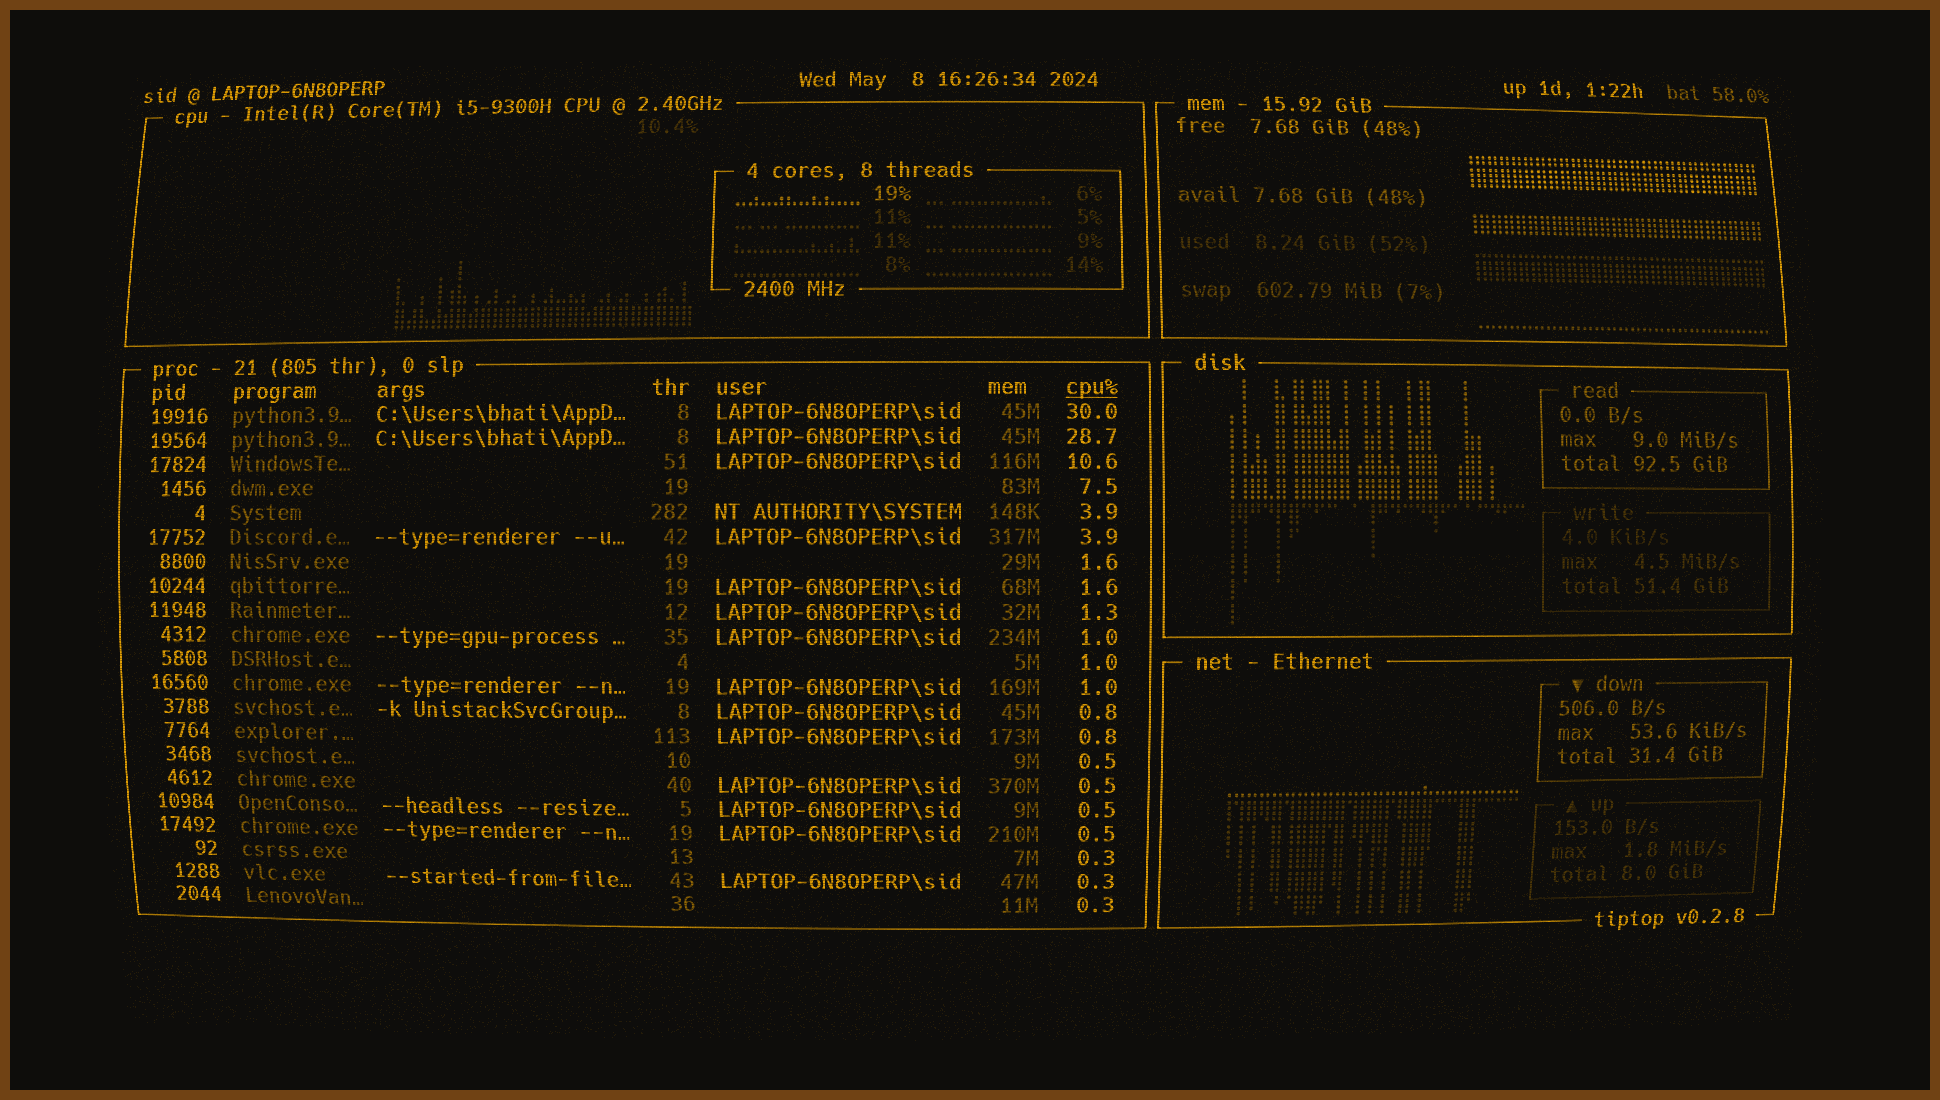 Wed May  8 16:26:34 2024
sid @ LAPTOP-6N8OPERP
up 1d, 1:22h  bat 58.0%
cpu - Intel(R) Core(TM) i5-9300H CPU @ 2.40GHz
10.4%
4 cores, 8 threads
19% 6%
11% 5%
11% 9%
8% 14%
2400 MHz
mem - 15.92 GiB
free  7.68 GiB (48%)
avail 7.68 GiB (48%)
used  8.24 GiB (52%)
swap  602.79 MiB (7%)
proc - 21 (805 thr), 0 slp
pid program args thr user mem cpu%
19916 python3.9… C:\Users\bhati\AppD… 8 LAPTOP-6N8OPERP\sid 45M 30.0
19564 python3.9… C:\Users\bhati\AppD… 8 LAPTOP-6N8OPERP\sid 45M 28.7
17824 WindowsTe… 51 LAPTOP-6N8OPERP\sid 116M 10.6
1456 dwm.exe 19 83M 7.5
4 System 282 NT AUTHORITY\SYSTEM 148K 3.9
17752 Discord.e… --type=renderer --u… 42 LAPTOP-6N8OPERP\sid 317M 3.9
8800 NisSrv.exe 19 29M 1.6
10244 qbittorre… 19 LAPTOP-6N8OPERP\sid 68M 1.6
11948 Rainmeter… 12 LAPTOP-6N8OPERP\sid 32M 1.3
4312 chrome.exe --type=gpu-process … 35 LAPTOP-6N8OPERP\sid 234M 1.0
5808 DSRHost.e… 4 5M 1.0
16560 chrome.exe --type=renderer --n… 19 LAPTOP-6N8OPERP\sid 169M 1.0
3788 svchost.e… -k UnistackSvcGroup… 8 LAPTOP-6N8OPERP\sid 45M 0.8
7764 explorer.… 113 LAPTOP-6N8OPERP\sid 173M 0.8
3468 svchost.e… 10 9M 0.5
4612 chrome.exe 40 LAPTOP-6N8OPERP\sid 370M 0.5
10984 OpenConso… --headless --resize… 5 LAPTOP-6N8OPERP\sid 9M 0.5
17492 chrome.exe --type=renderer --n… 19 LAPTOP-6N8OPERP\sid 210M 0.5
92 csrss.exe 13 7M 0.3
1288 vlc.exe --started-from-file… 43 LAPTOP-6N8OPERP\sid 47M 0.3
2044 LenovoVan… 36 11M 0.3
disk
read
0.0 B/s
max   9.0 MiB/s
total 92.5 GiB
write
4.0 KiB/s
max   4.5 MiB/s
total 51.4 GiB
net - Ethernet
▼ down
506.0 B/s
max   53.6 KiB/s
total 31.4 GiB
▲ up
153.0 B/s
max   1.8 MiB/s
total 8.0 GiB
tiptop v0.2.8